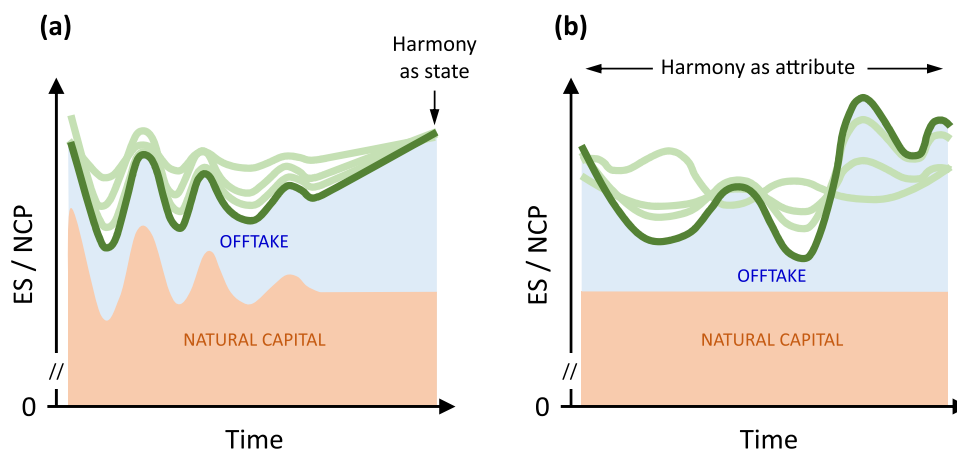 (a)
Harmony
as state
ES / NCP
OFFTAKE
NATURAL CAPITAL
//
0
Time
(b)
Harmony as attribute
ES / NCP
OFFTAKE
NATURAL CAPITAL
//
0
Time